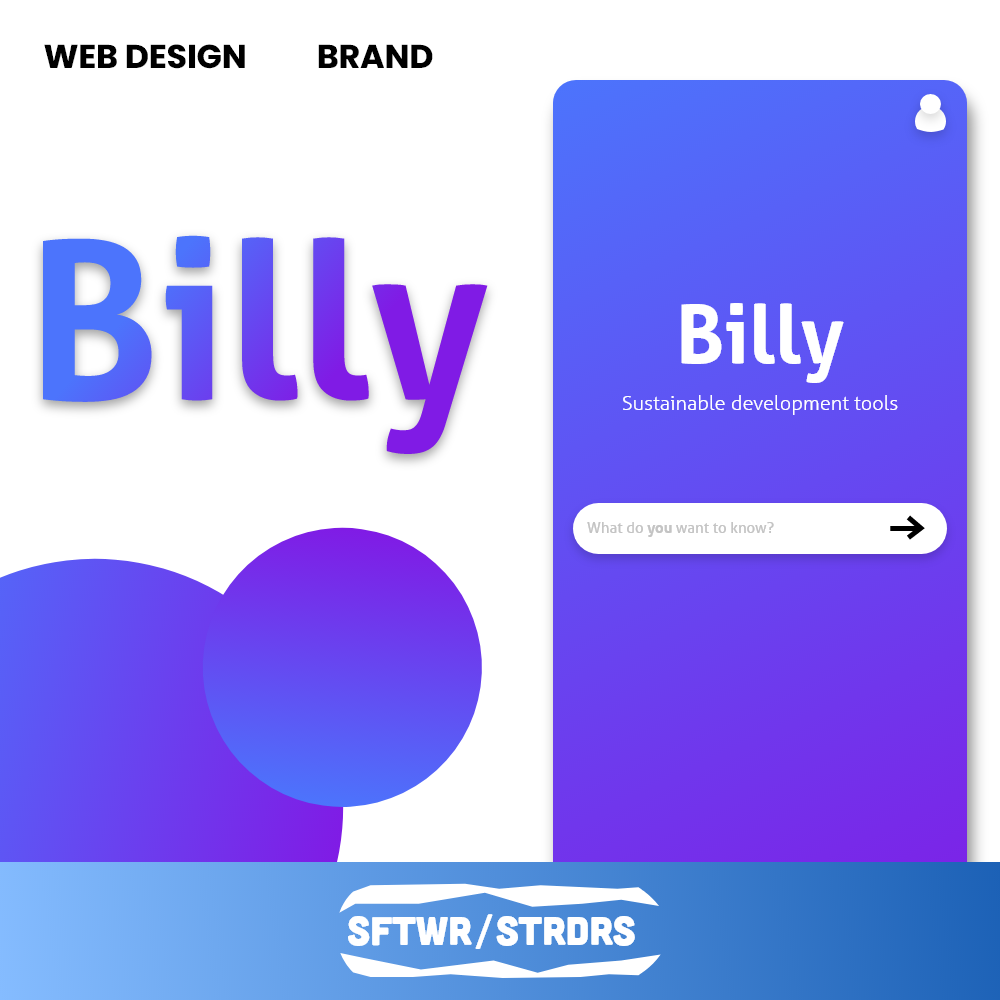 WEB DESIGN BRAND
Billy
Billy
Sustainable development tools
What do you want to know?
SFTWR/STRDRS